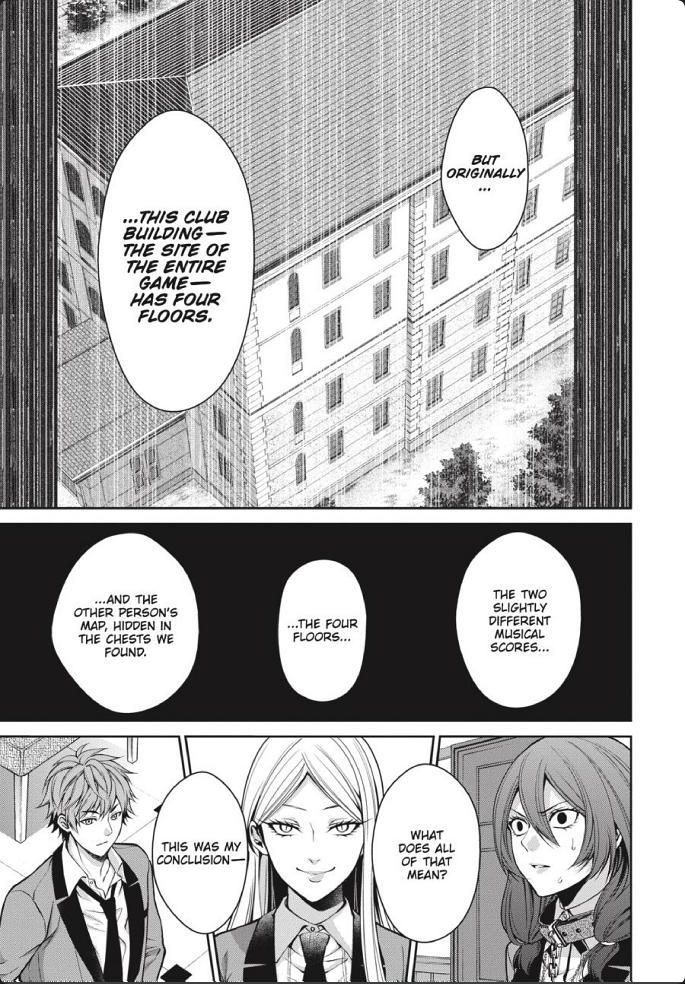 BUT
ORIGINALLY
...
...THIS CLUB
BUILDING—
THE SITE OF
THE ENTIRE
GAME—
HAS FOUR
FLOORS.
THE TWO
SLIGHTLY
DIFFERENT
MUSICAL
SCORES...
...THE FOUR
FLOORS...
...AND THE
OTHER PERSON'S
MAP, HIDDEN IN
THE CHESTS WE
FOUND.
WHAT
DOES ALL
OF THAT
MEAN?
THIS WAS MY
CONCLUSION—